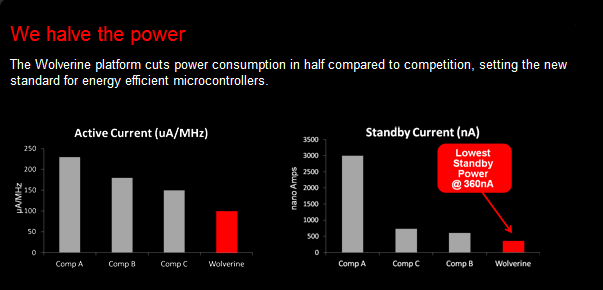 We halve the power
The Wolverine platform cuts power consumption in half compared to competition, setting the new
standard for energy efficient microcontrollers.
Active Current (uA/MHz)
250
200
150
100
50
0
µA/MHz
Comp A
Comp B
Comp C
Wolverine
Standby Current (nA)
3500
3000
2500
2000
1500
1000
500
0
nano Amps
Lowest
Standby
Power
@ 360nA
Comp A
Comp C
Comp B
Wolverine